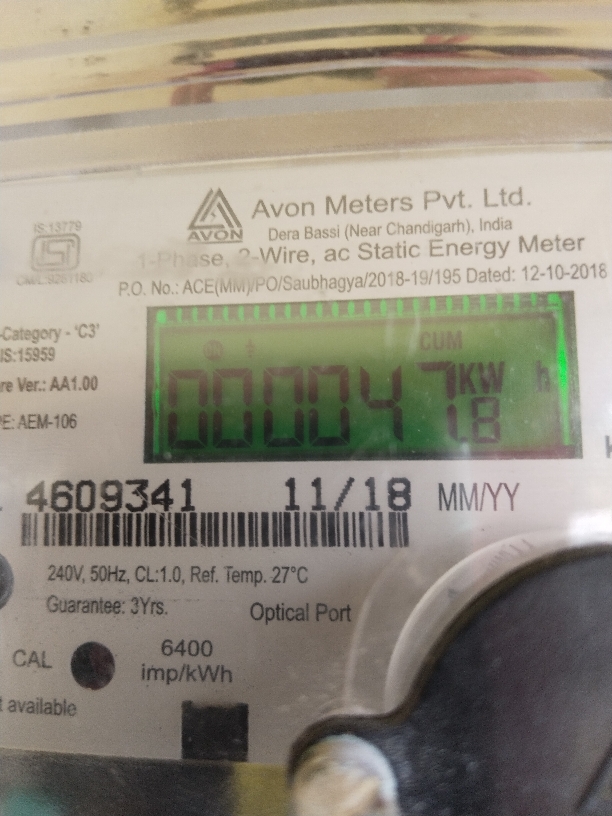 IS:13779
CM/L:9261180
AVON
Avon Meters Pvt. Ltd.
Dera Bassi (Near Chandigarh), India
1-Phase, 2-Wire, ac Static Energy Meter
P.O. No.: ACE(MM)/PO/Saubhagya/2018-19/195 Dated: 12-10-2018
-Category - 'C3'
IS:15959
re Ver.: AA1.00
PE: AEM-106
CUM
000047.8 KWh
4609341 11/18 MM/YY
240V, 50Hz, CL:1.0, Ref. Temp. 27°C
Guarantee: 3Yrs.
Optical Port
CAL
6400
imp/kWh
t available